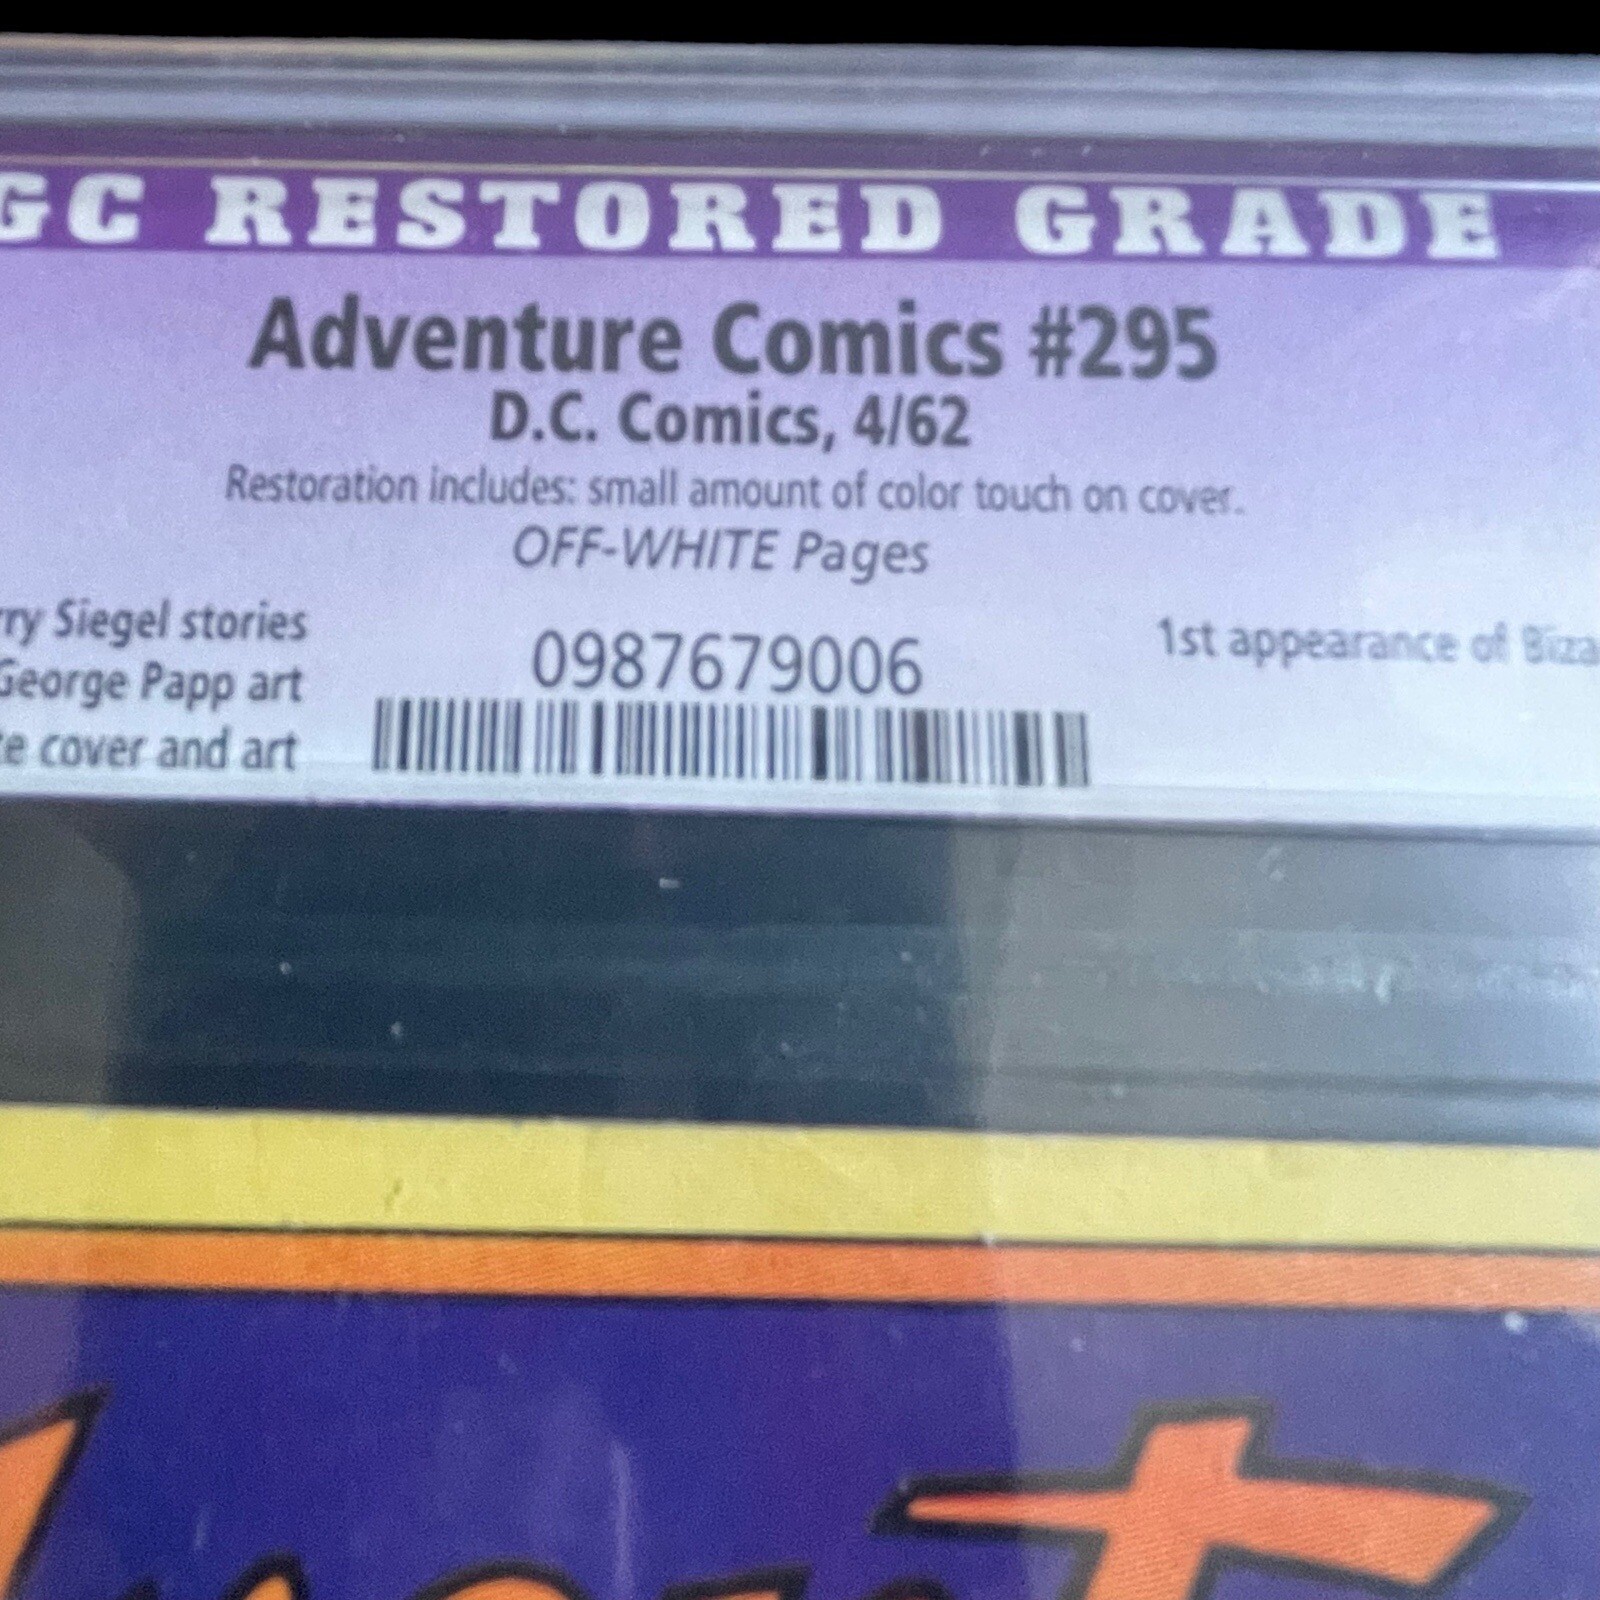 GC RESTORED GRADE
Adventure Comics #295
D.C. Comics, 4/62
Restoration includes: small amount of color touch on cover.
OFF-WHITE Pages
rry Siegel stories
George Papp art
te cover and art
0987679006
1st appearance of Biza